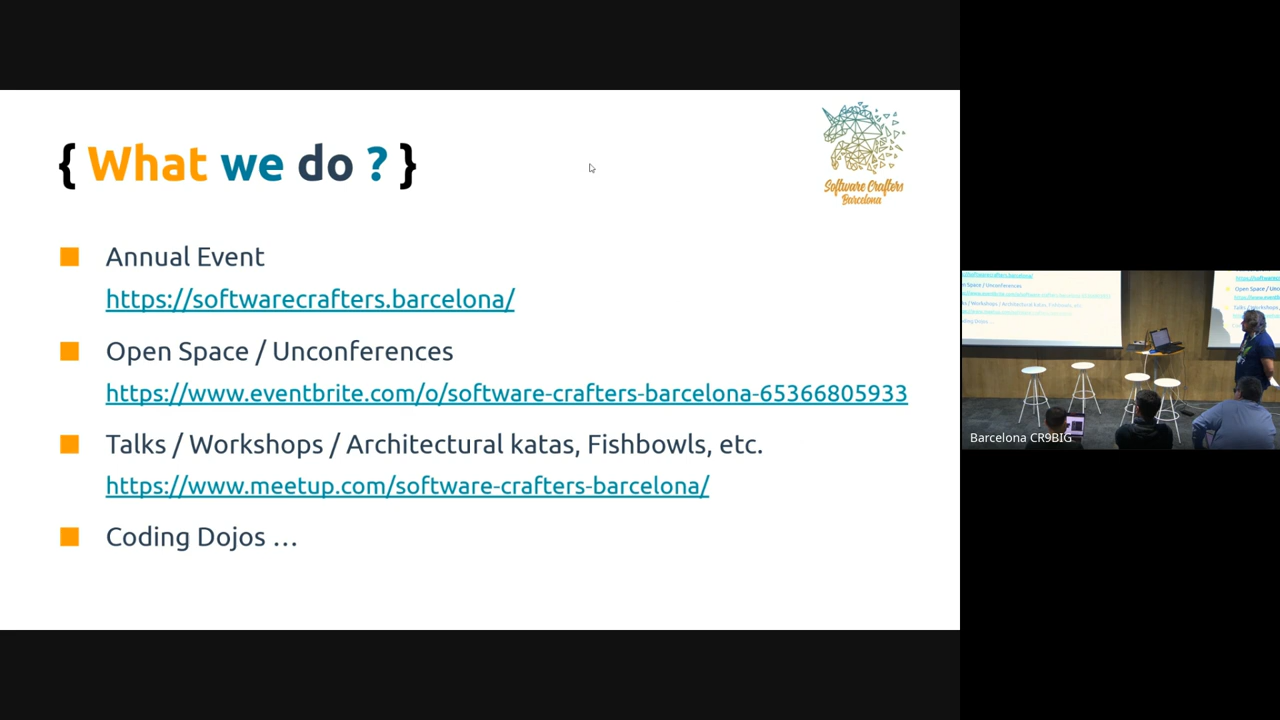 { What we do ? }
Software Crafters
Barcelona
Annual Event
https://softwarecrafters.barcelona/
Open Space / Unconferences
https://www.eventbrite.com/o/software-crafters-barcelona-65366805933
Talks / Workshops / Architectural katas, Fishbowls, etc.
https://www.meetup.com/software-crafters-barcelona/
Coding Dojos …
Barcelona CR9BIG